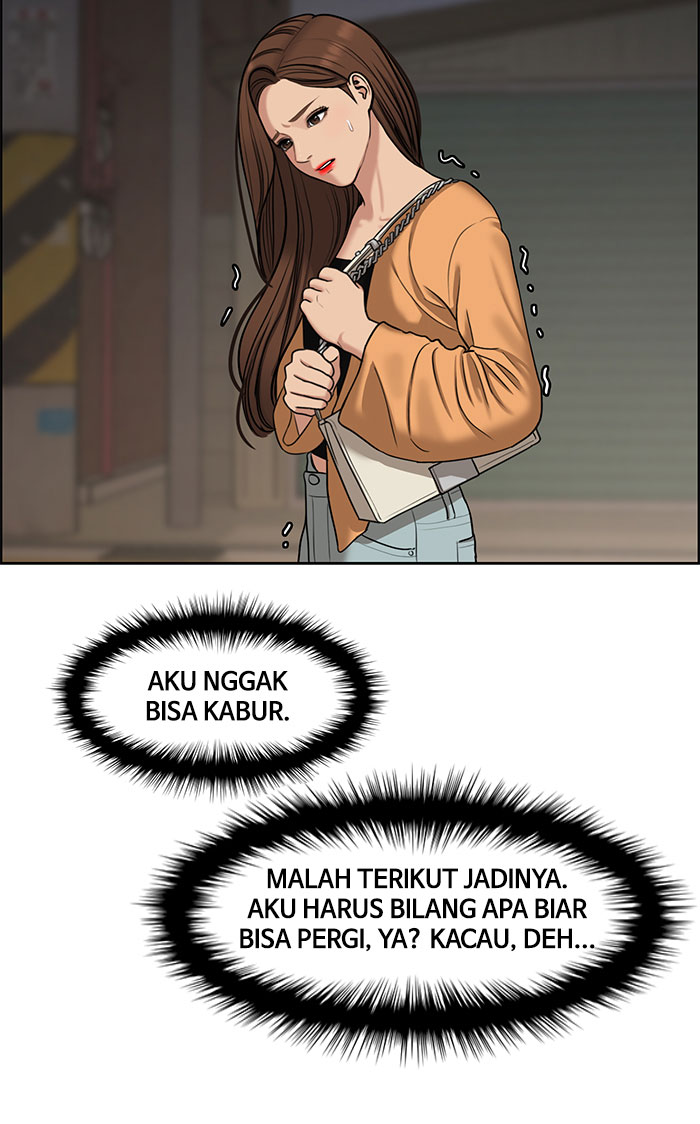 AKU NGGAK
BISA KABUR.
MALAH TERIKUT JADINYA.
AKU HARUS BILANG APA BIAR
BISA PERGI, YA? KACAU, DEH...